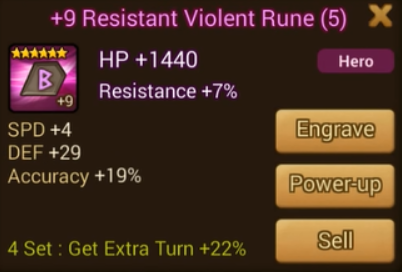 +9 Resistant Violent Rune (5)
HP +1440
Hero
Resistance +7%
+9
SPD +4
DEF +29
Accuracy +19%
Engrave
Power-up
Sell
4 Set : Get Extra Turn +22%